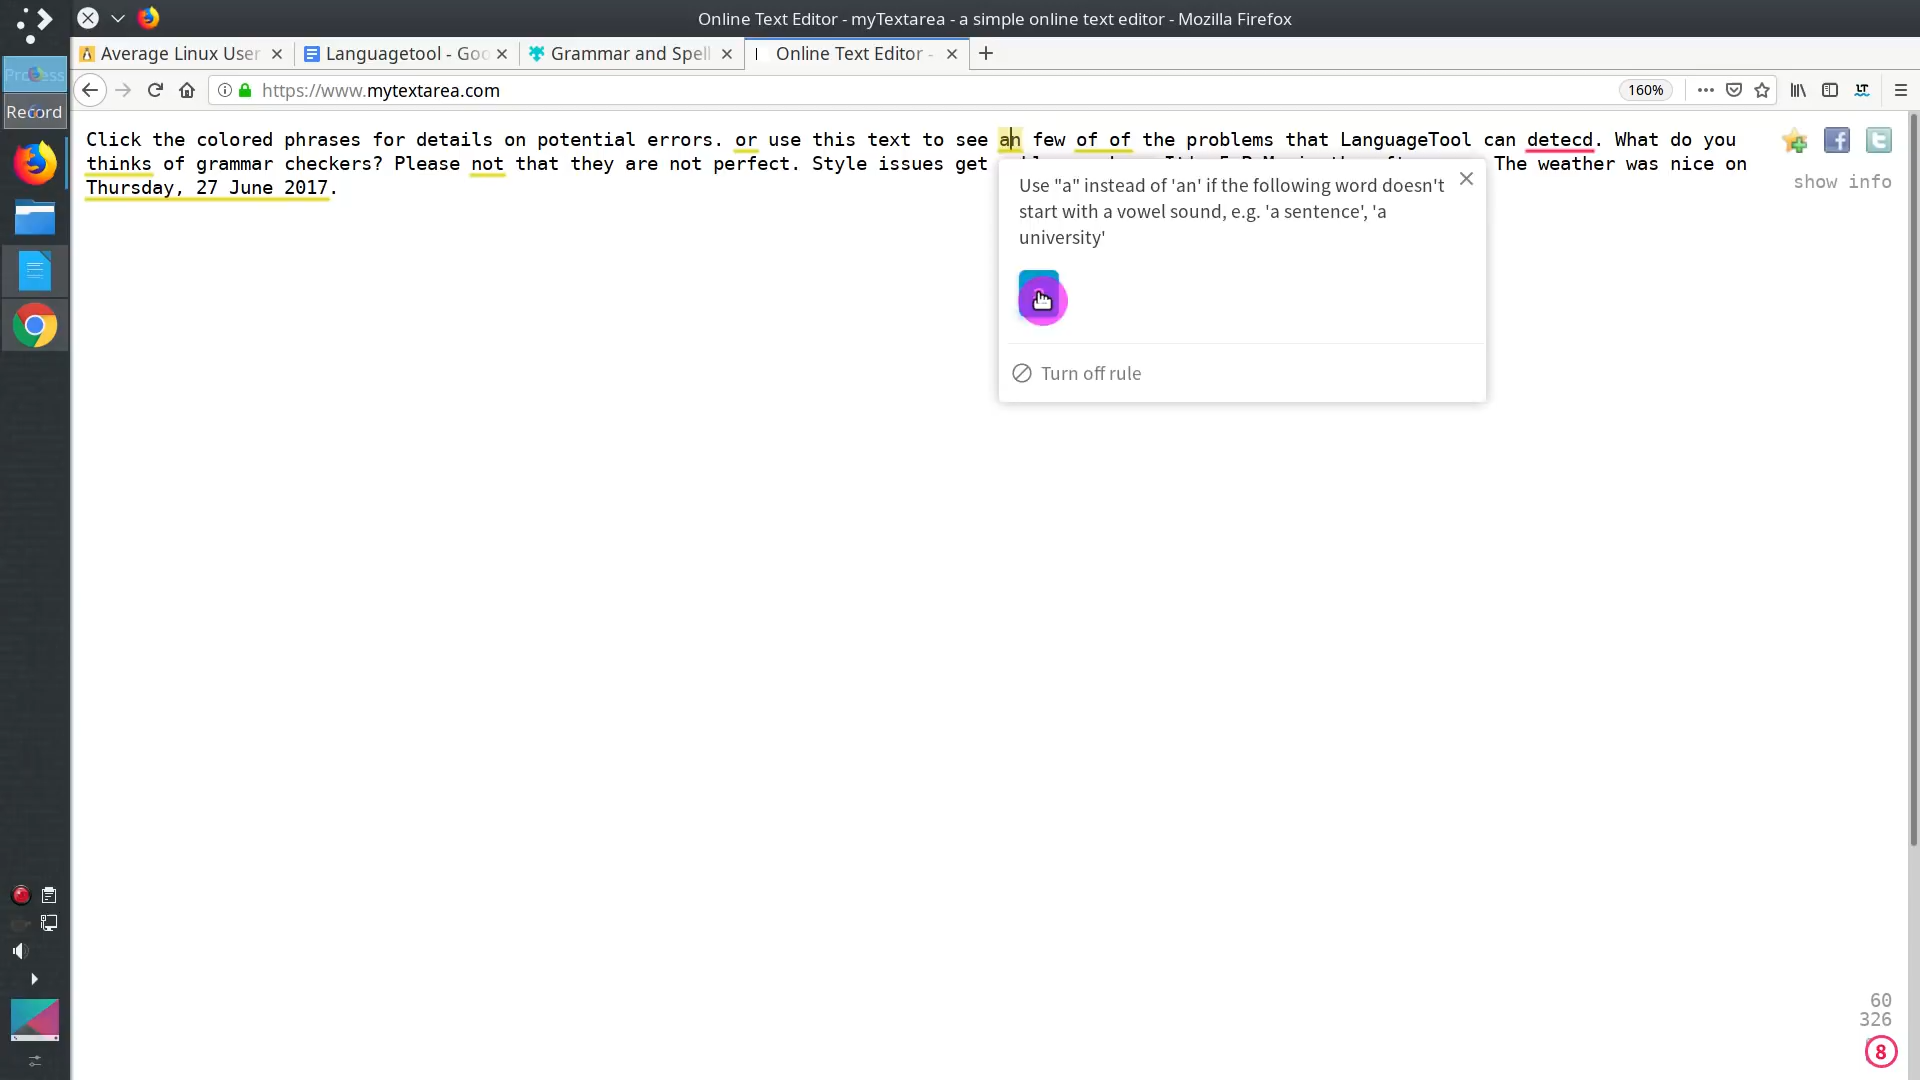 Online Text Editor - myTextarea - a simple online text editor - Mozilla Firefox
Average Linux User
Languagetool - Goo
Grammar and Spell
Online Text Editor -
Record
https://www.mytextarea.com
160%
LT
Click the colored phrases for details on potential errors. or use this text to see an few of of the problems that LanguageTool can detecd. What do you
thinks of grammar checkers? Please not that they are not perfect. Style issues get The weather was nice on
Thursday, 27 June 2017.
show info
Use "a" instead of 'an' if the following word doesn't
start with a vowel sound, e.g. 'a sentence', 'a
university'
Turn off rule
60
326
8